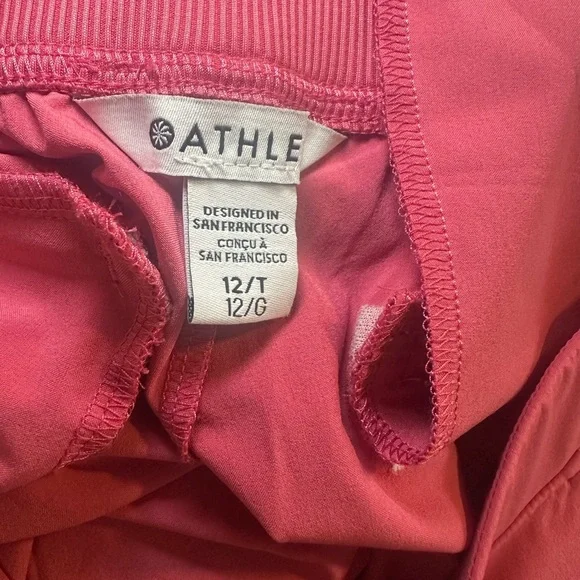 ATHLE
DESIGNED IN
SAN FRANCISCO
CONÇU À
SAN FRANCISCO
12/T
12/G